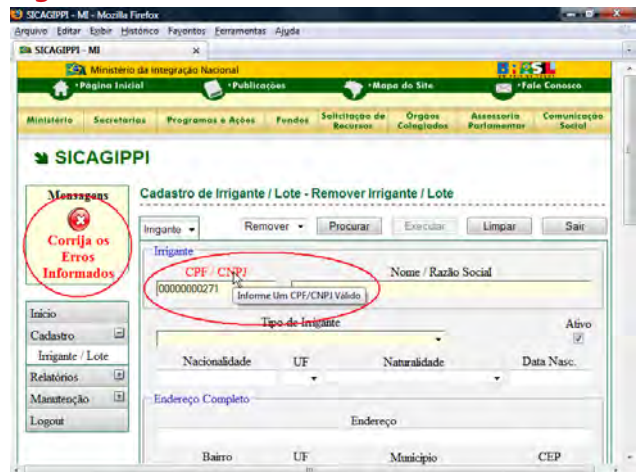 SICAGIPPI - MI - Mozilla Firefox
Arquivo Editar Exibir Histórico Favoritos Ferramentas Ajuda
SICAGIPPI - MI ×
Ministério da Integração Nacional BRASIL
•Página Inicial •Publicações •Mapa do Site •Fale Conosco
Ministério Secretarias Programas e Ações Fundos Solicitação de Recursos Órgãos Colegiados Assessoria Parlamentar Comunicação Social
SICAGIPPI
Mensagens
Corrija os
Erros
Informados
Início
Cadastro
Irrigante / Lote
Relatórios
Manutenção
Logout
Cadastro de Irrigante / Lote - Remover Irrigante / Lote
Irrigante Remover Procurar Executar Limpar Sair
Irrigante
CPF / CNPJ Nome / Razão Social
00000000271
Informe Um CPF/CNPJ Válido
Tipo de Irrigante Ativo
Nacionalidade UF Naturalidade Data Nasc.
Endereço Completo
Endereço
Bairro UF Município CEP